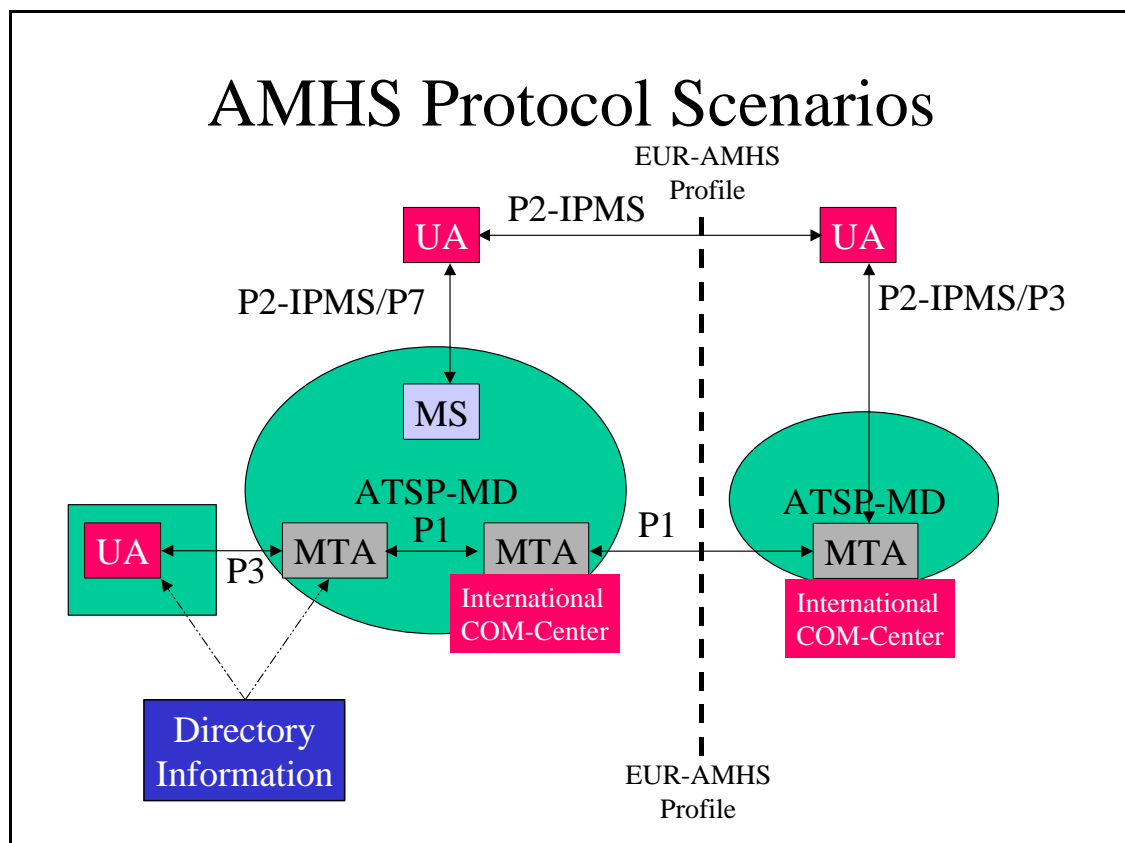 AMHS Protocol Scenarios
EUR-AMHS
Profile
P2-IPMS
UA
UA
P2-IPMS/P7
P2-IPMS/P3
MS
ATSP-MD
ATSP-MD
P1
P1
UA
MTA
MTA
MTA
P3
International
COM-Center
International
COM-Center
Directory
Information
EUR-AMHS
Profile